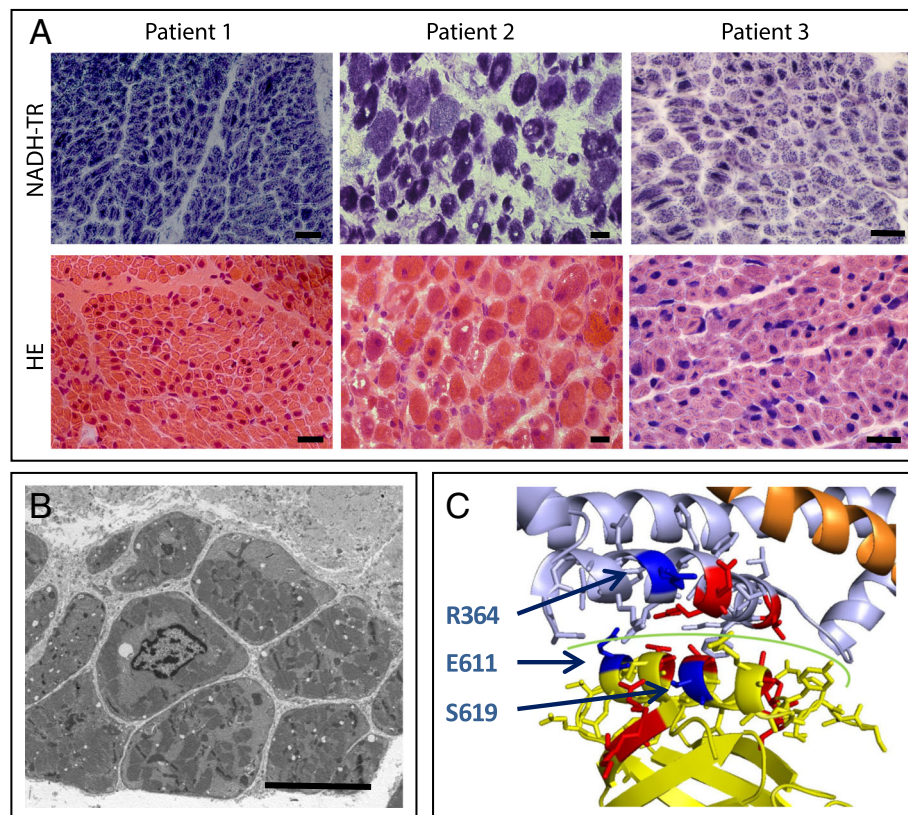 A
Patient 1
Patient 2
Patient 3
NADH-TR
HE
B
C
R364
E611
S619